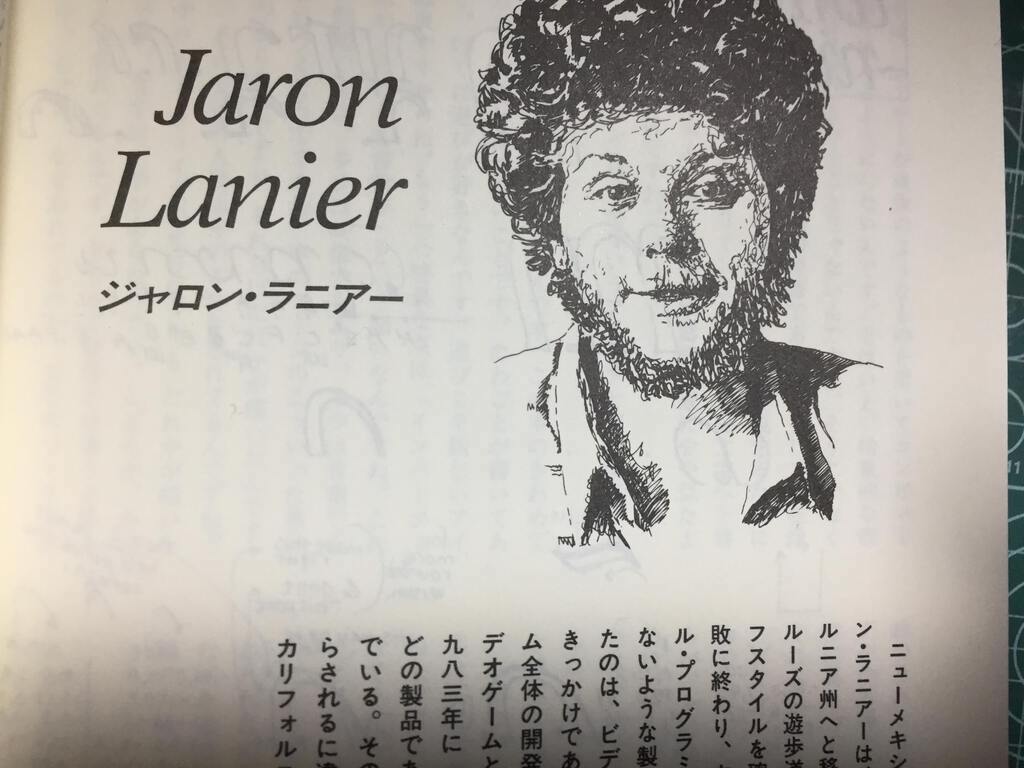 Jaron
Lanier
ジャロン・ラニアー
ニューメキシ
ン・ラニアーは
ルニア州へと移
ルーズの遊歩道
フスタイルを確
敗に終わり、
ル・プログラミ
ないような製
たのは、ビデ
きっかけであ
ム全体の開発
デオゲームと
九八三年に
どの製品であ
でいる。その
らされるに違
カリフォル